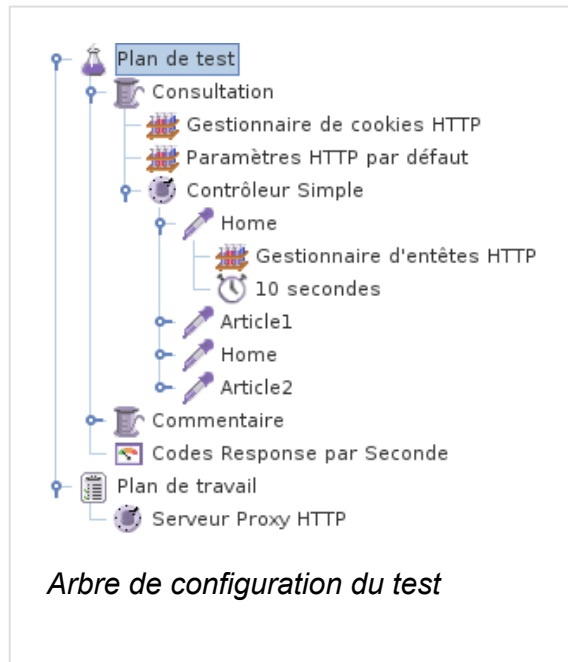 Plan de test
Consultation
Gestionnaire de cookies HTTP
Paramètres HTTP par défaut
Contrôleur Simple
Home
Gestionnaire d'entêtes HTTP
10 secondes
Article1
Home
Article2
Commentaire
Codes Response par Seconde
Plan de travail
Serveur Proxy HTTP
Arbre de configuration du test